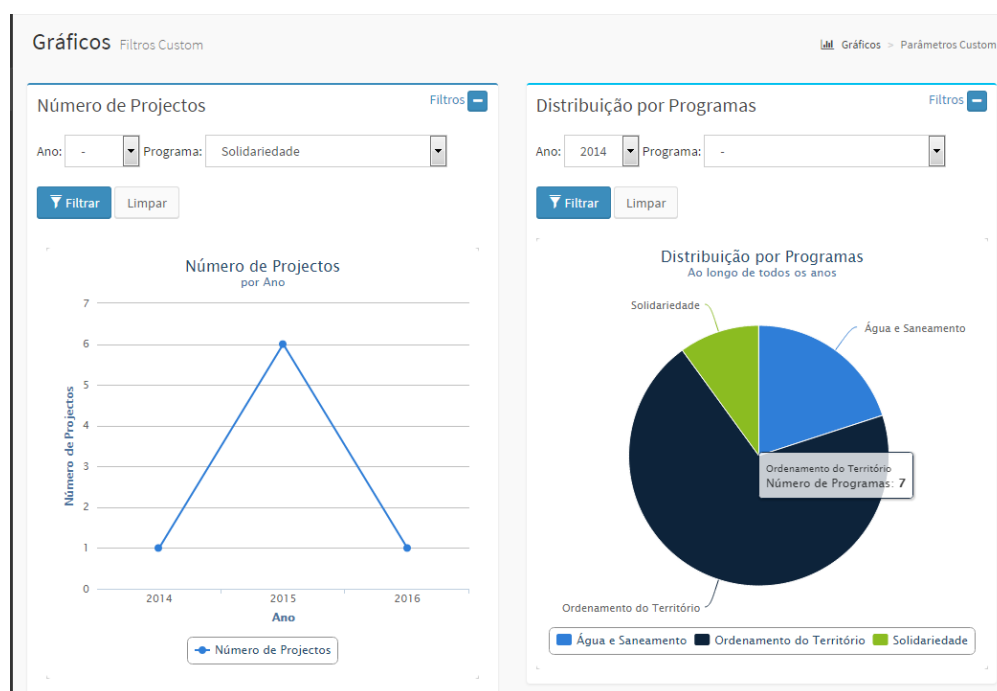 Gráficos Filtros Custom
Gráficos > Parâmetros Custom
Número de Projectos
Filtros
Ano: - Programa: Solidariedade
Filtrar Limpar
Número de Projectos
por Ano
7
6
5
4
3
2
1
0
Número de Projectos
2014 2015 2016
Ano
Número de Projectos
Distribuição por Programas
Filtros
Ano: 2014 Programa: -
Filtrar Limpar
Distribuição por Programas
Ao longo de todos os anos
Solidariedade
Água e Saneamento
Ordenamento do Território
Número de Programas: 7
Ordenamento do Território
Água e Saneamento Ordenamento do Território Solidariedade